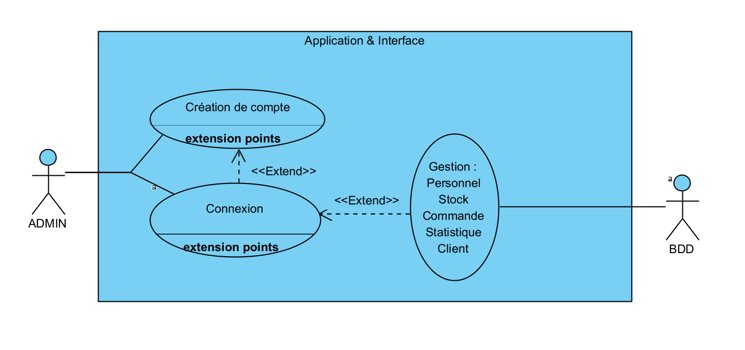 Application & Interface
Création de compte
extension points
<<Extend>>
a
Connexion
extension points
<<Extend>>
Gestion :
Personnel
Stock
Commande
Statistique
Client
ADMIN
a
BDD